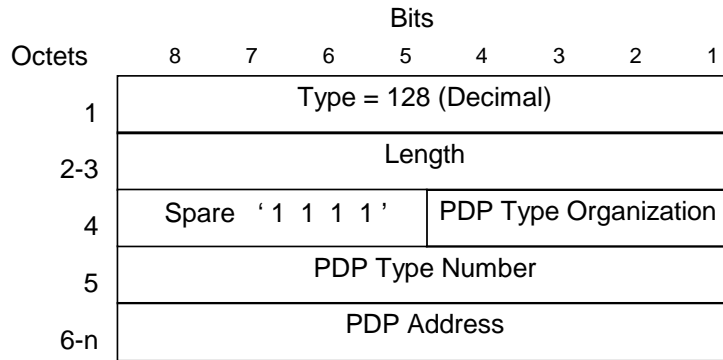 Bits
Octets 8 7 6 5 4 3 2 1
1 Type = 128 (Decimal)
2-3 Length
4 Spare ‘ 1 1 1 1 ’ PDP Type Organization
5 PDP Type Number
6-n PDP Address